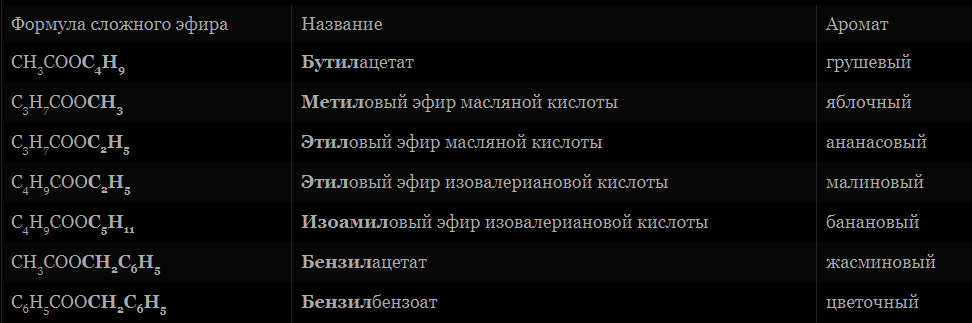 Формула сложного эфира Название Аромат
CH₃COOC₄H₉ Бутилацетат грушевый
C₃H₇COOCH₃ Метиловый эфир масляной кислоты яблочный
C₃H₇COOC₂H₅ Этиловый эфир масляной кислоты ананасовый
C₄H₉COOC₂H₅ Этиловый эфир изовалериановой кислоты малиновый
C₄H₉COOC₅H₁₁ Изоамиловый эфир изовалериановой кислоты банановый
CH₃COOCH₂C₆H₅ Бензилацетат жасминовый
C₆H₅COOCH₂C₆H₅ Бензилбензоат цветочный